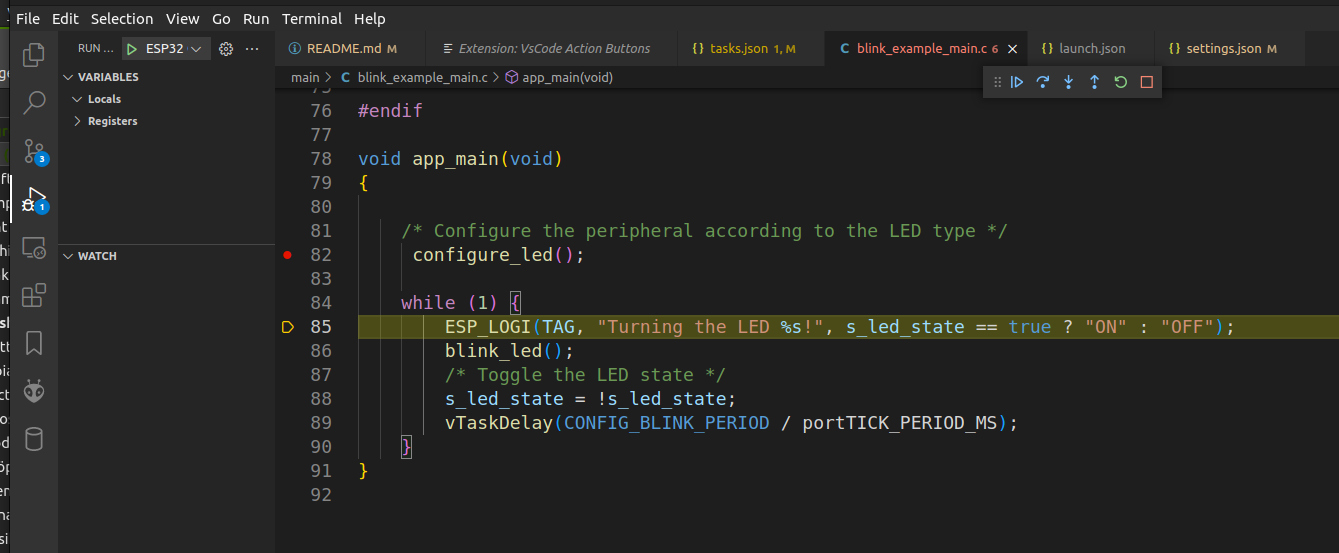 File Edit Selection View Go Run Terminal Help
RUN ... ESP32
README.md M
Extension: VsCode Action Buttons
{} tasks.json 1, M
C blink_example_main.c 6
{} launch.json
{} settings.json M
main > C blink_example_main.c > app_main(void)
VARIABLES
Locals
Registers
3
1
WATCH
75
76 #endif
77
78 void app_main(void)
79 {
80
81 /* Configure the peripheral according to the LED type */
82 configure_led();
83
84 while (1) {
85 ESP_LOGI(TAG, "Turning the LED %s!", s_led_state == true ? "ON" : "OFF");
86 blink_led();
87 /* Toggle the LED state */
88 s_led_state = !s_led_state;
89 vTaskDelay(CONFIG_BLINK_PERIOD / portTICK_PERIOD_MS);
90 }
91 }
92